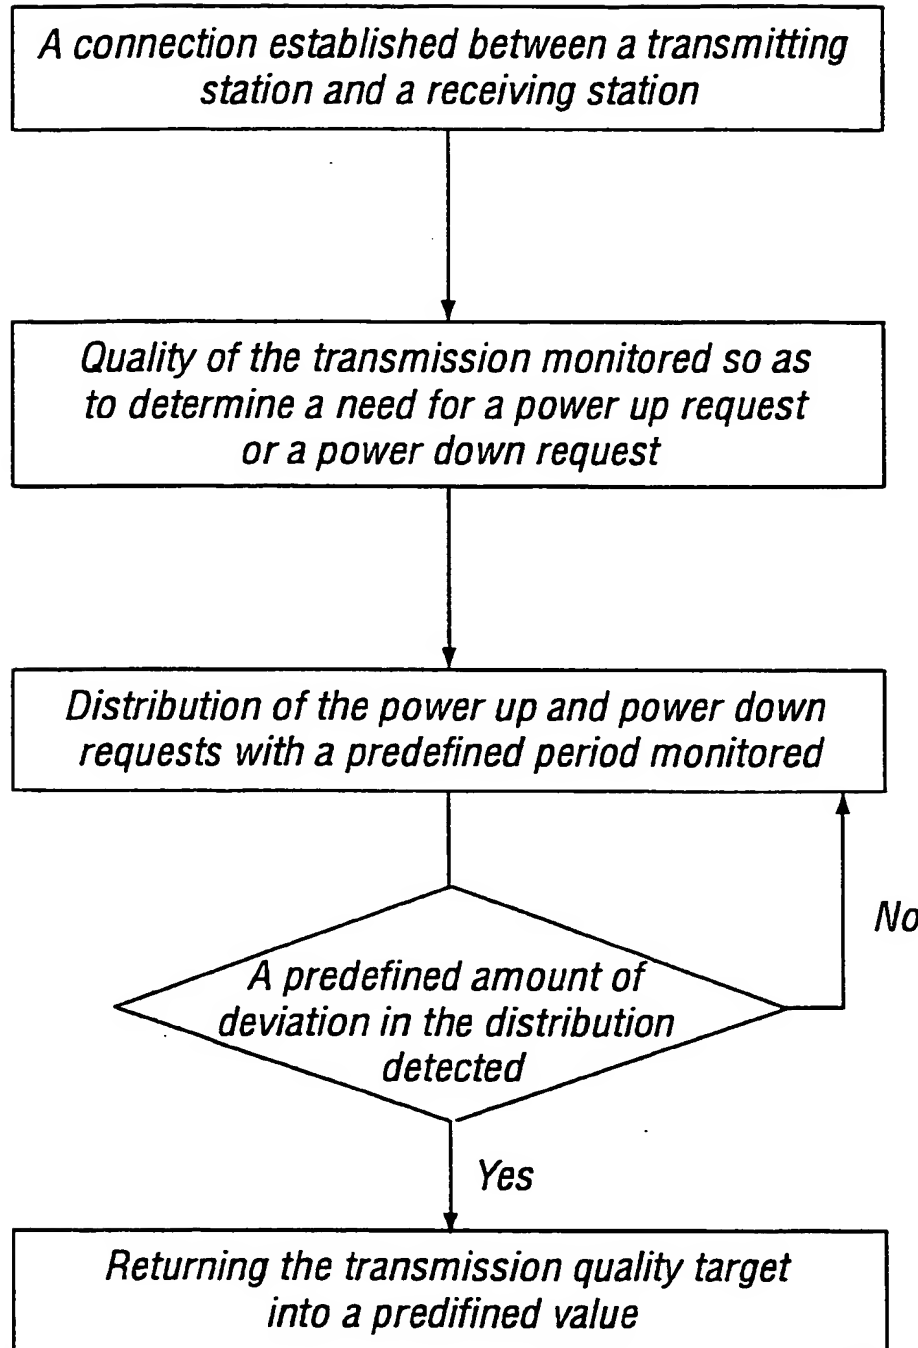 A connection established between a transmitting
station and a receiving station
Quality of the transmission monitored so as
to determine a need for a power up request
or a power down request
Distribution of the power up and power down
requests with a predefined period monitored
No
A predefined amount of
deviation in the distribution
detected
Yes
Returning the transmission quality target
into a predifined value